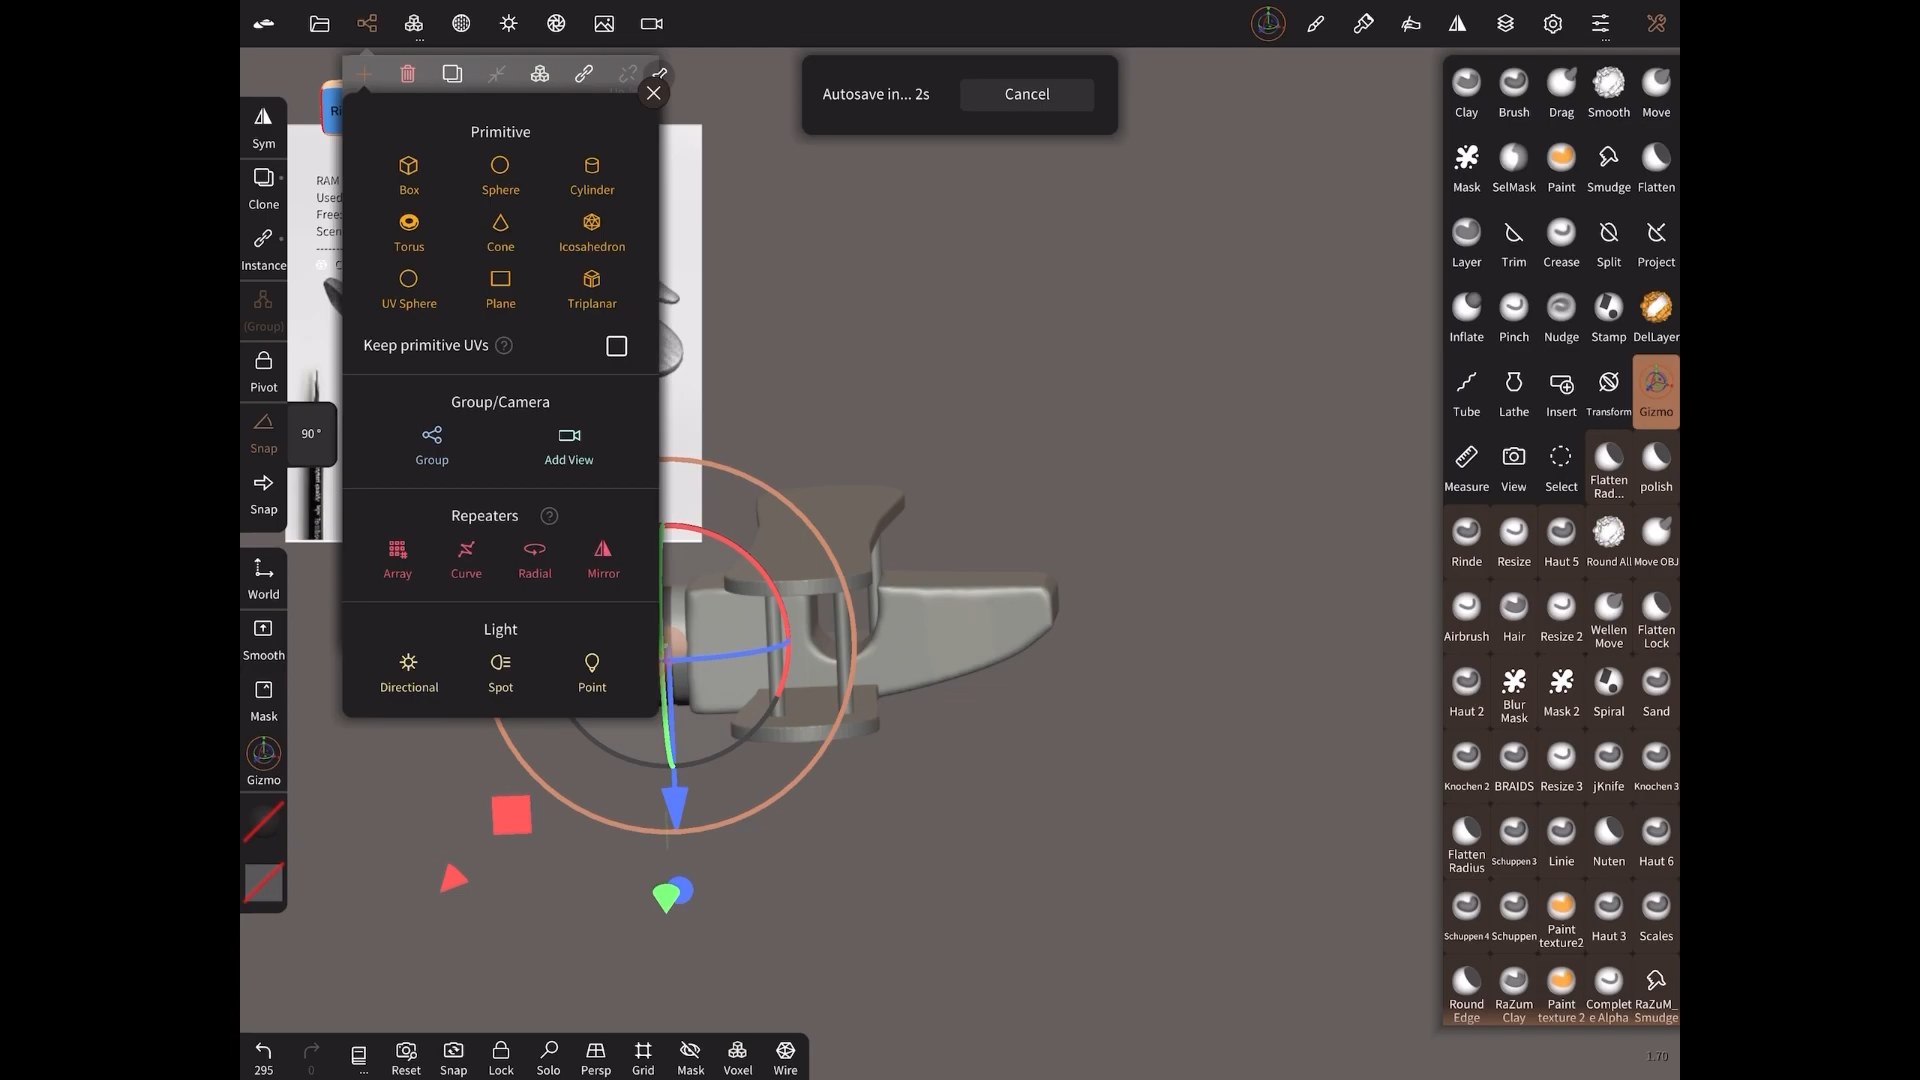 Autosave in... 2s
Cancel
Ri
Primitive
Box
Sphere
Cylinder
Torus
Cone
Icosahedron
UV Sphere
Plane
Triplanar
Keep primitive UVs ?
Group/Camera
Group
Add View
Repeaters ?
Array
Curve
Radial
Mirror
Light
Directional
Spot
Point
RAM
Used
Free
Scen
Sym
Clone
Instance
(Group)
Pivot
Snap
90°
Snap
World
Smooth
Mask
Gizmo
Clay
Brush
Drag
Smooth
Move
Mask
SelMask
Paint
Smudge
Flatten
Layer
Trim
Crease
Split
Project
Inflate
Pinch
Nudge
Stamp
DelLayer
Tube
Lathe
Insert
Transform
Gizmo
Measure
View
Select
Flatten
Rad...
polish
Rinde
Resize
Haut 5
Round All
Move OBJ
Airbrush
Hair
Resize 2
Wellen
Move
Flatten
Lock
Haut 2
Blur
Mask
Mask 2
Spiral
Sand
Knochen 2
BRAIDS
Resize 3
jKnife
Knochen 3
Flatten
Radius
Schuppen 3
Linie
Nuten
Haut 6
Schuppen 4
Schuppen
Paint
texture2
Haut 3
Scales
Round
Edge
RaZum
Clay
Paint
texture 2
Complet
e Alpha
RaZuM_
Smudge
295
0
...
Reset
Snap
Lock
Solo
Persp
Grid
Mask
Voxel
Wire
1.70